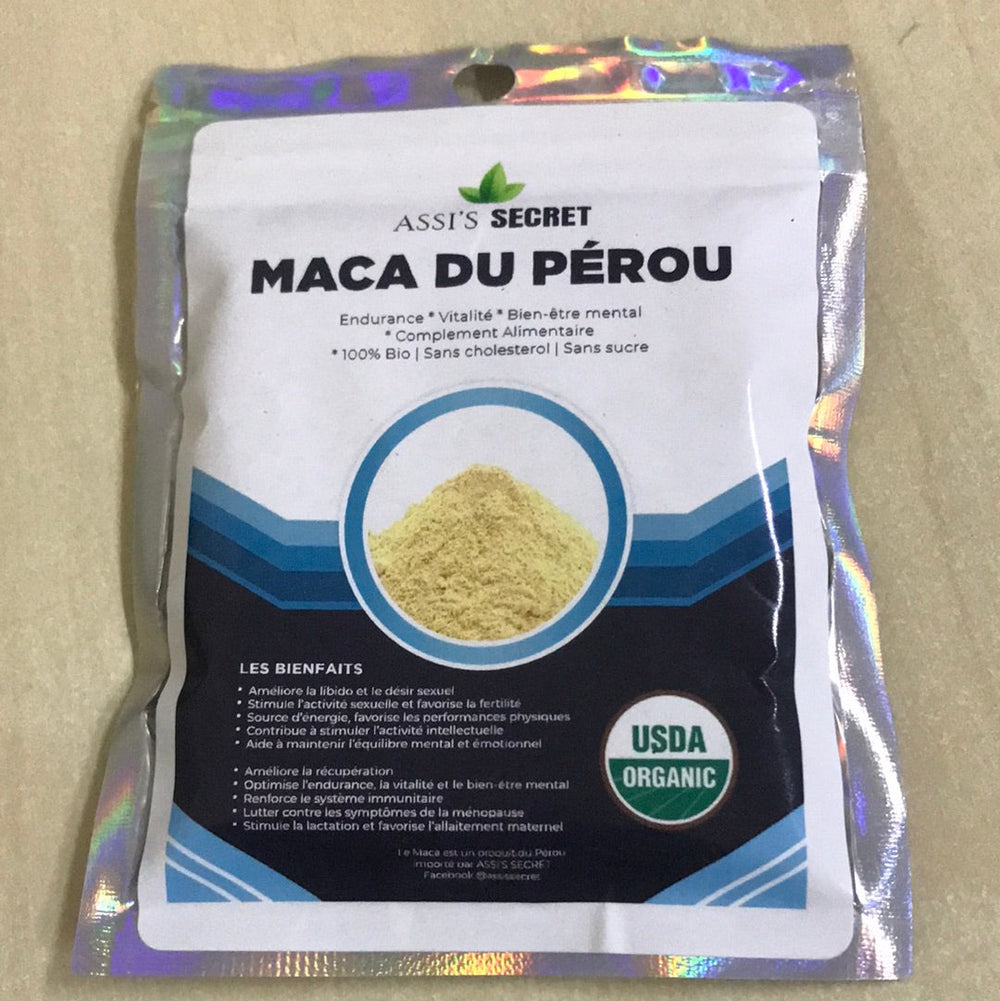 ASSI'S SECRET
MACA DU PÉROU
Endurance * Vitalité * Bien-être mental
* Complement Alimentaire
* 100% Bio | Sans cholesterol | Sans sucre
LES BIENFAITS
• Améliore la libido et le désir sexuel
• Stimule l'activité sexuelle et favorise la fertilité
• Source d'énergie, favorise les performances physiques
• Contribue à stimuler l'activité intellectuelle
• Aide à maintenir l'équilibre mental et émotionnel
• Améliore la récupération
• Optimise l'endurance, la vitalité et le bien-être mental
• Renforce le système immunitaire
• Lutter contre les symptômes de la ménopause
• Stimule la lactation et favorise l'allaitement maternel
USDA
ORGANIC
Le Maca est un produit du Pérou
importé par ASSI'S SECRET
Facebook @assissecret